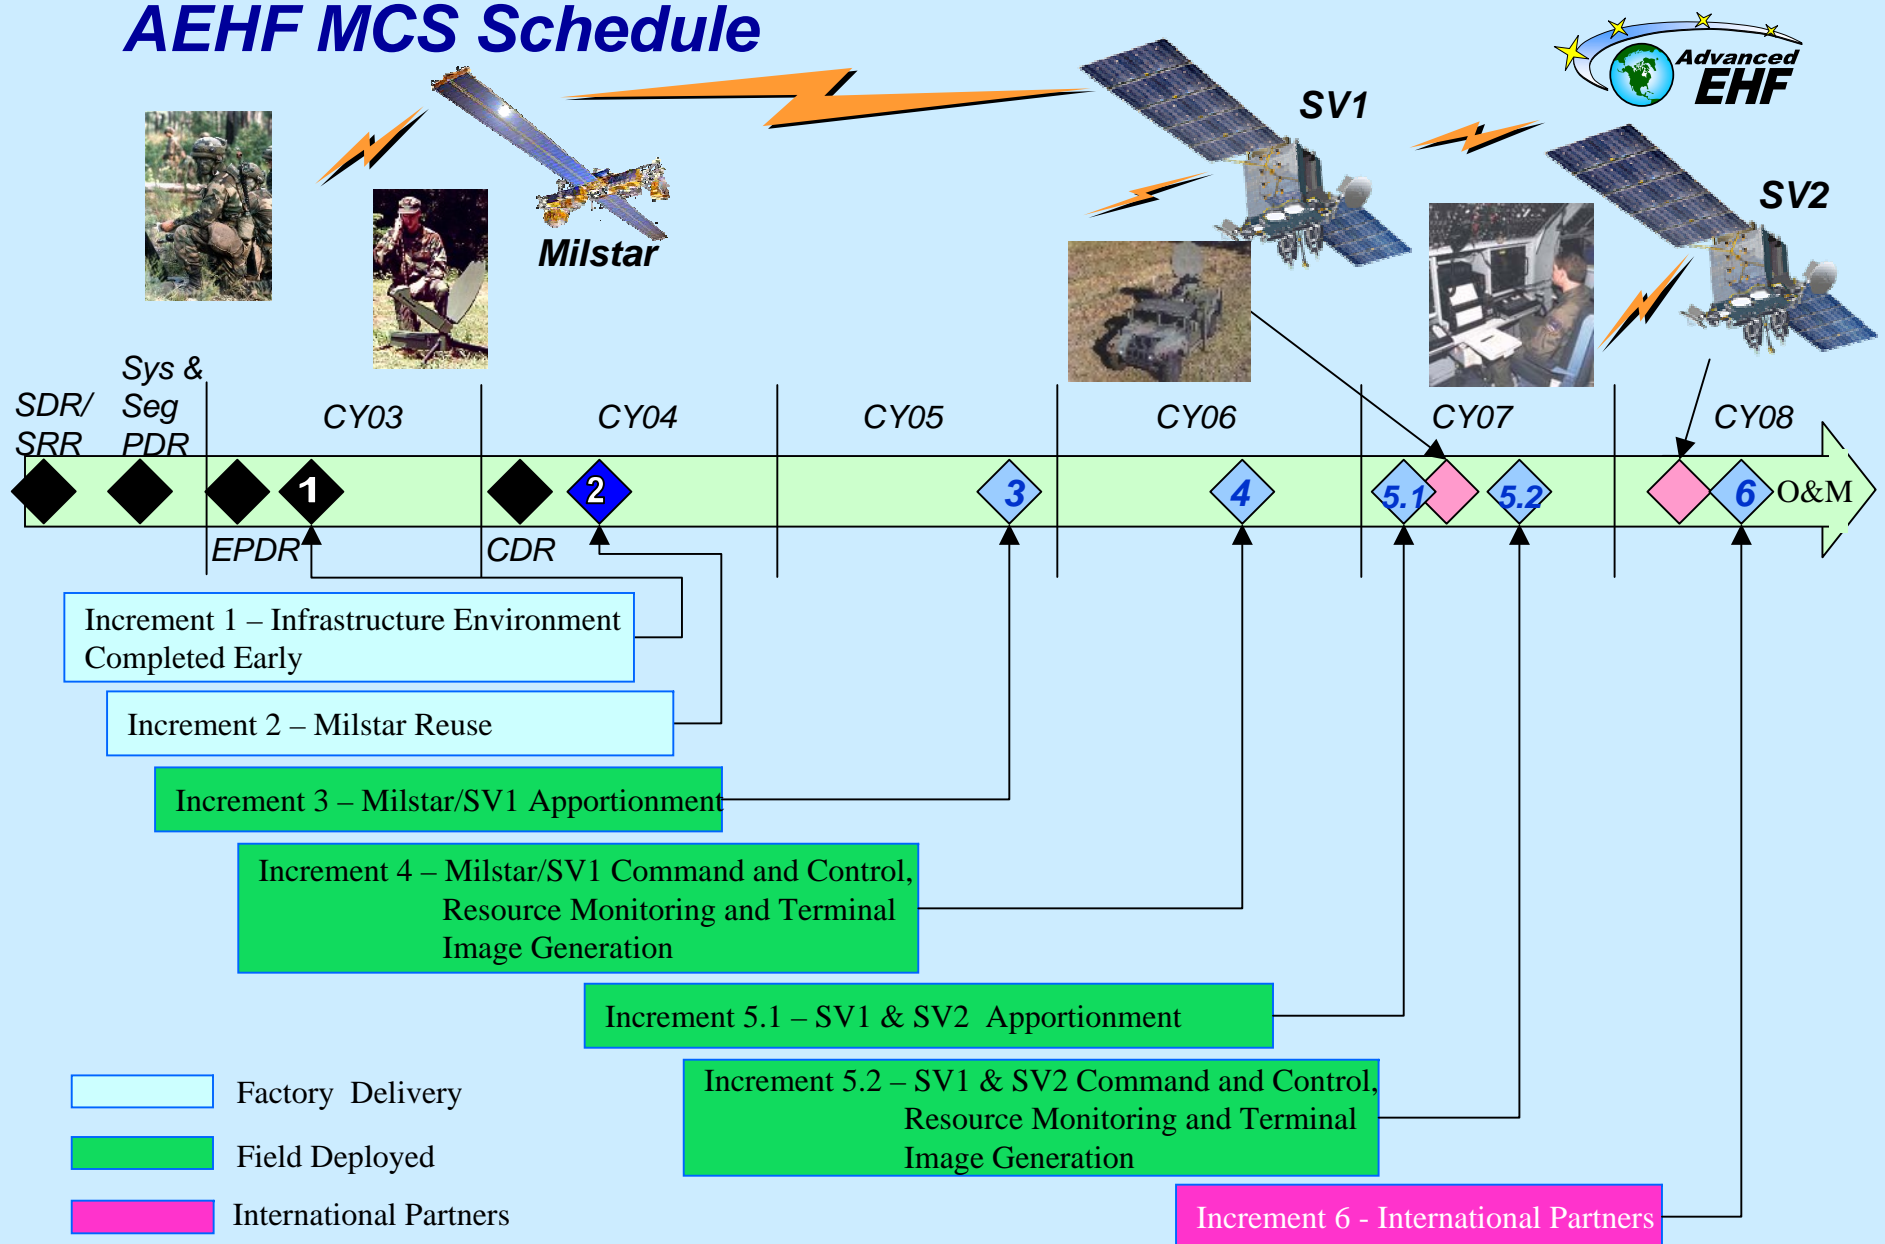 AEHF MCS Schedule
Advanced
EHF
SV1
SV2
Milstar
SDR/
SRR
Sys &
Seg
PDR
CY03
CY04
CY05
CY06
CY07
CY08
1
2
3
4
5.1
5.2
6
O&M
EPDR
CDR
Increment 1 – Infrastructure Environment
Completed Early
Increment 2 – Milstar Reuse
Increment 3 – Milstar/SV1 Apportionment
Increment 4 – Milstar/SV1 Command and Control,
Resource Monitoring and Terminal
Image Generation
Increment 5.1 – SV1 & SV2 Apportionment
Increment 5.2 – SV1 & SV2 Command and Control,
Resource Monitoring and Terminal
Image Generation
Increment 6 - International Partners
Factory Delivery
Field Deployed
International Partners